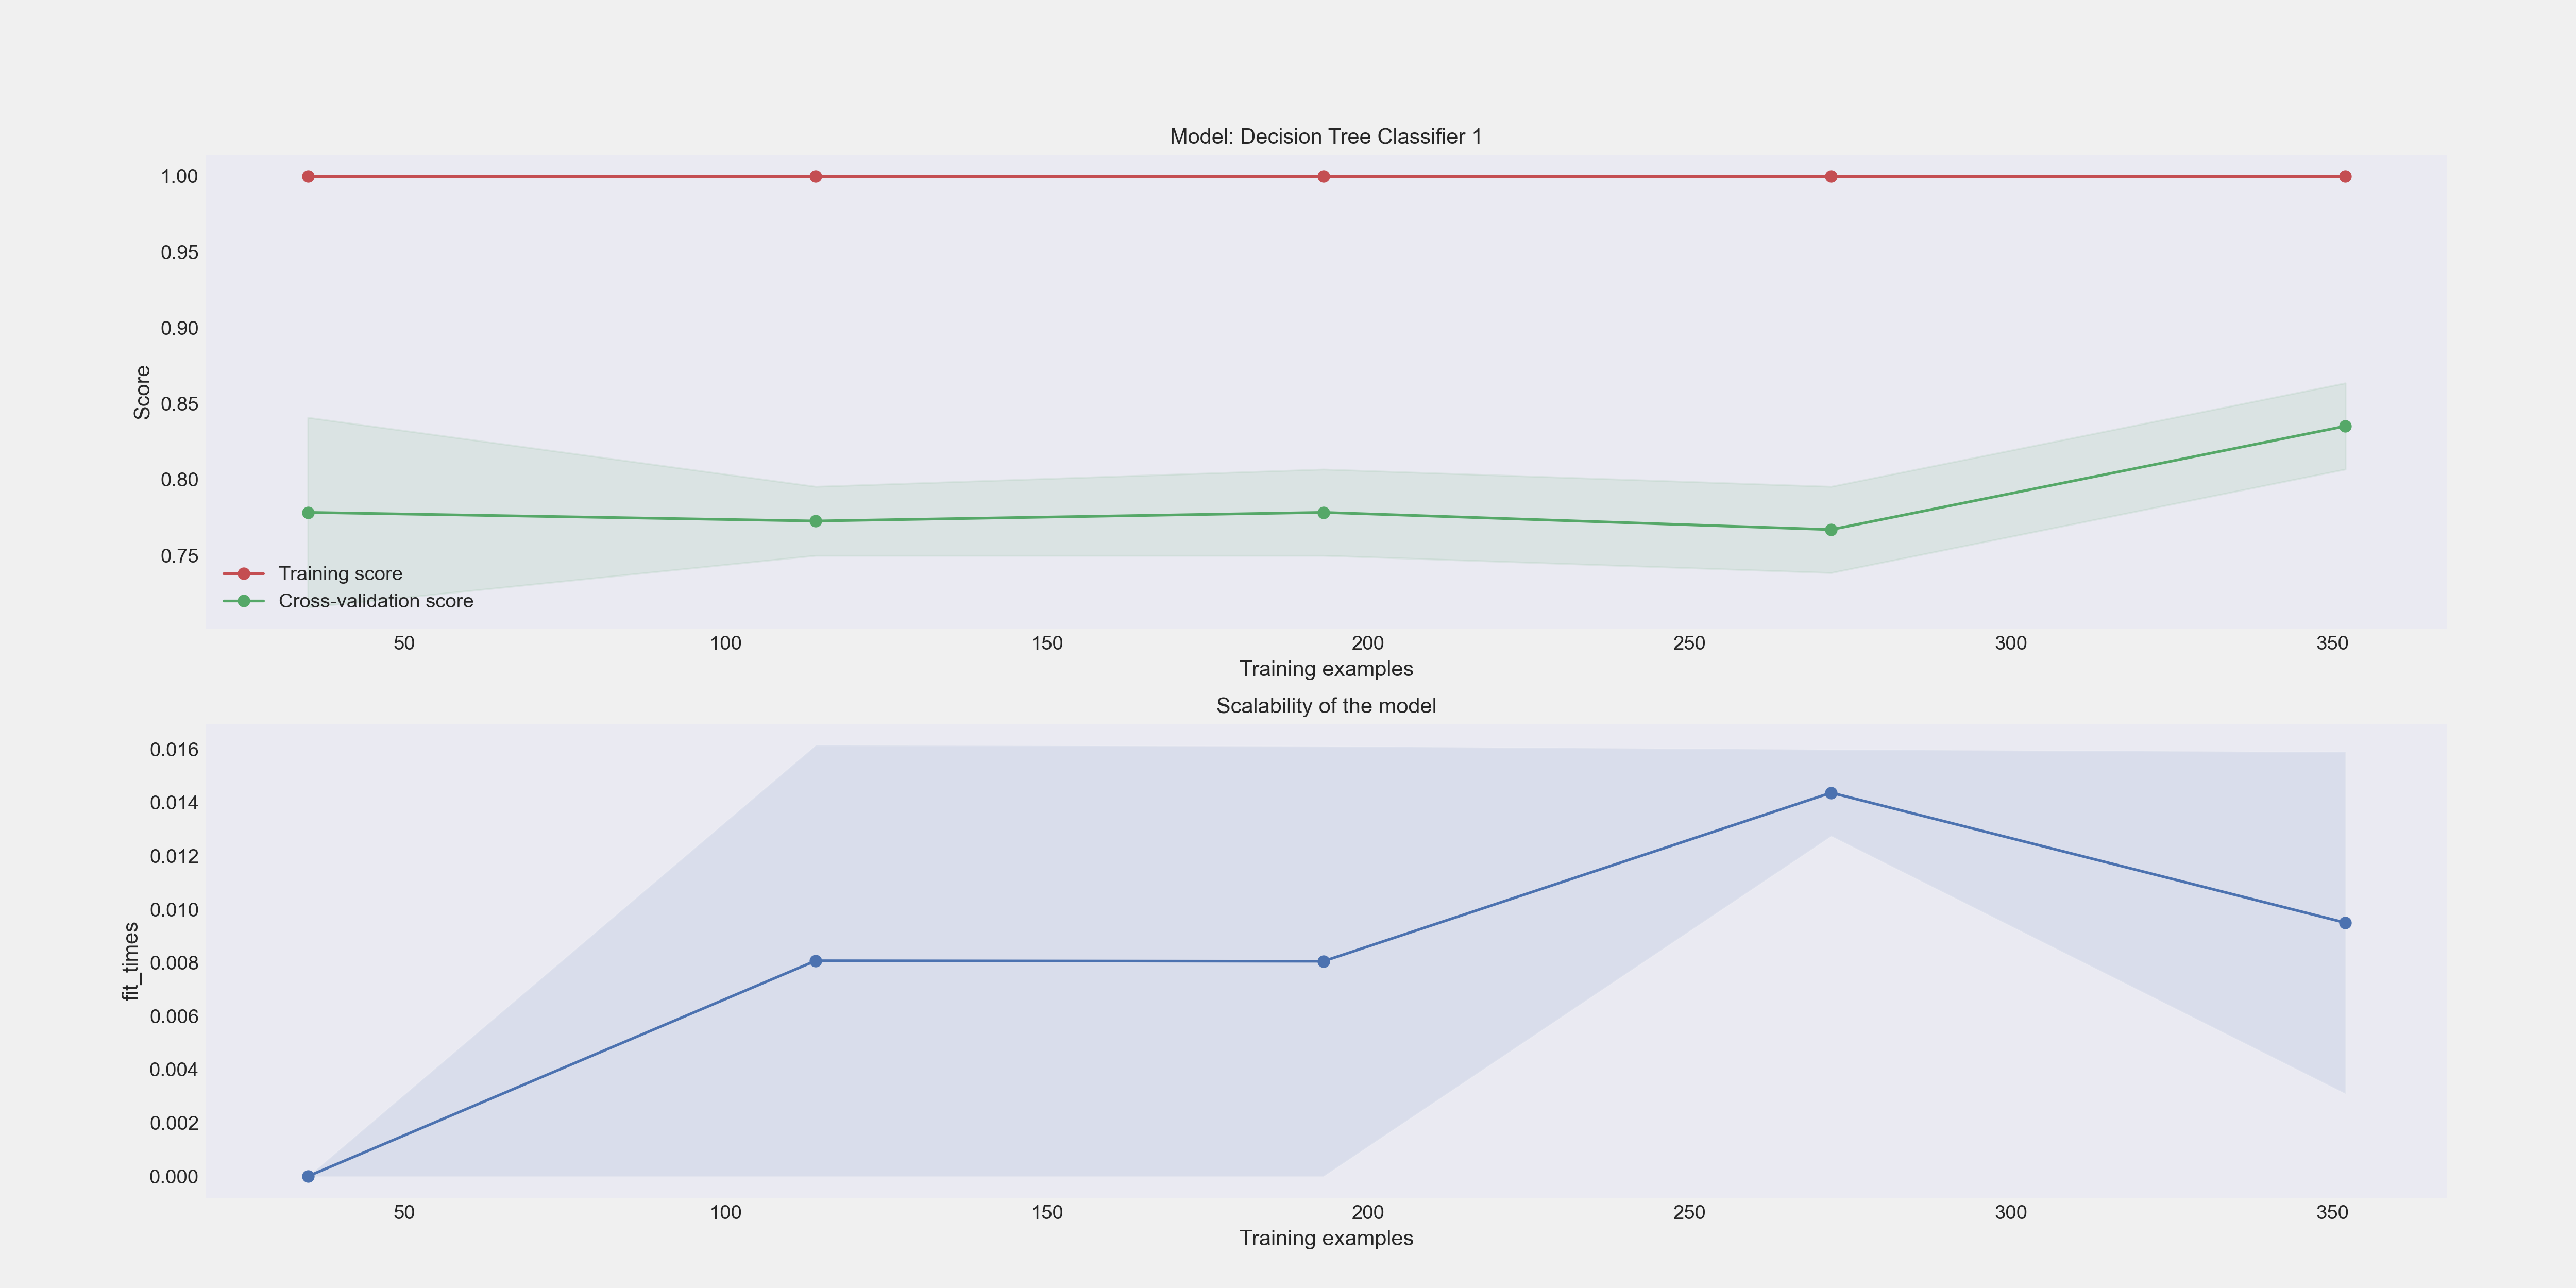 Model: Decision Tree Classifier 1
1.00
0.95
0.90
0.85
0.80
0.75
Score
Training score
Cross-validation score
50 100 150 200 250 300 350
Training examples
Scalability of the model
0.016
0.014
0.012
0.010
0.008
0.006
0.004
0.002
0.000
fit_times
50 100 150 200 250 300 350
Training examples